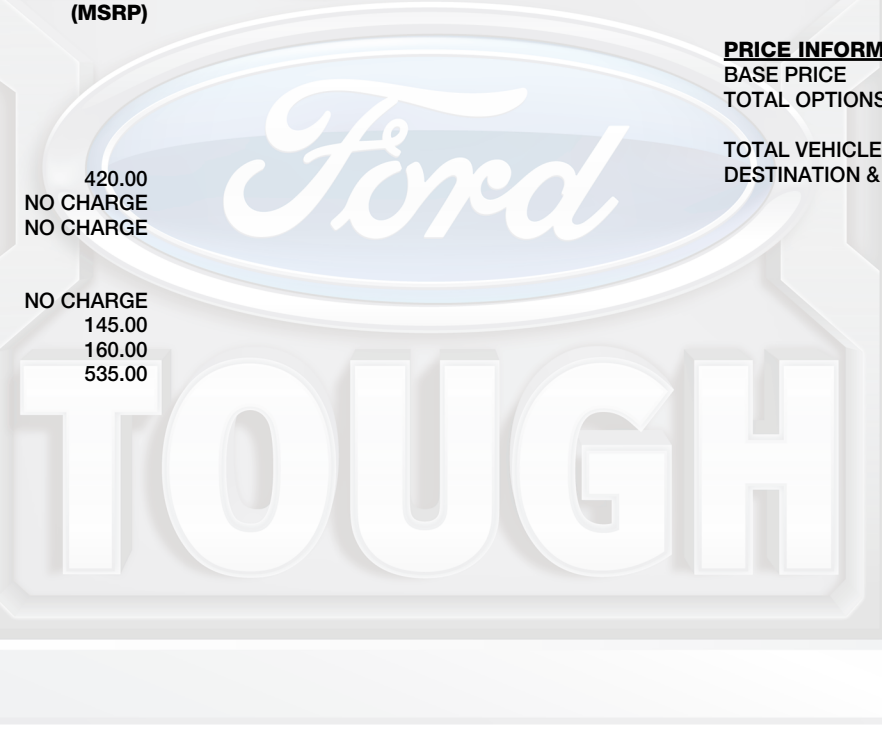 (MSRP)
420.00
NO CHARGE
NO CHARGE
NO CHARGE
145.00
160.00
535.00
PRICE INFORM
BASE PRICE
TOTAL OPTIONS
TOTAL VEHICLE
DESTINATION &
Ford
TOUGH